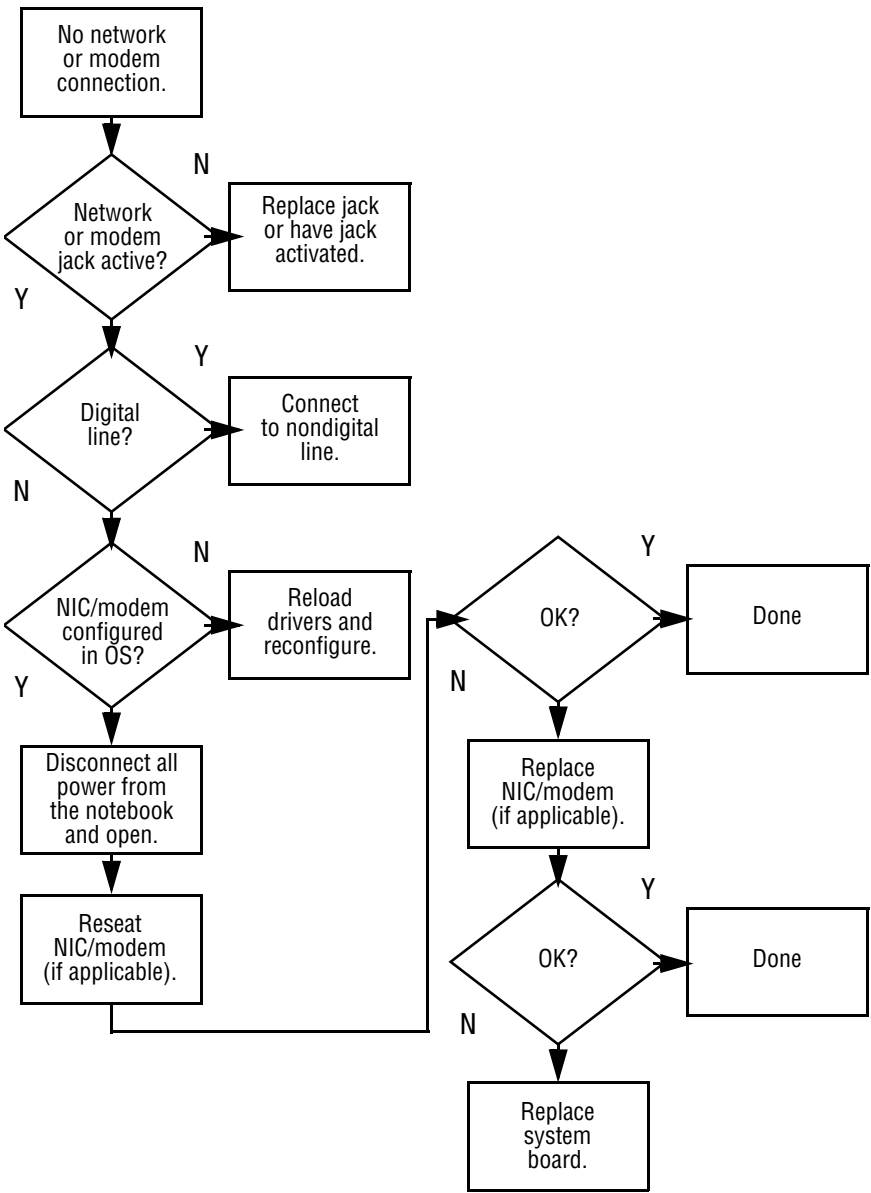 No network
or modem
connection.
N
Network
or modem
jack active?
Replace jack
or have jack
activated.
Y
Y
Digital
line?
Connect
to nondigital
line.
N
N
NIC/modem
configured
in OS?
Reload
drivers and
reconfigure.
Y
Disconnect all
power from
the notebook
and open.
Reseat
NIC/modem
(if applicable).
Y
OK?
Done
N
Replace
NIC/modem
(if applicable).
Y
OK?
Done
N
Replace
system
board.